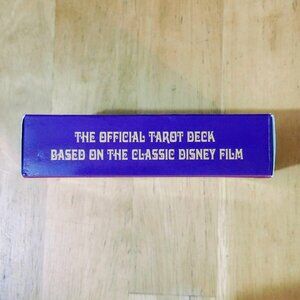 THE OFFICIAL TAROT DECK
BASED ON THE CLASSIC DISNEY FILM